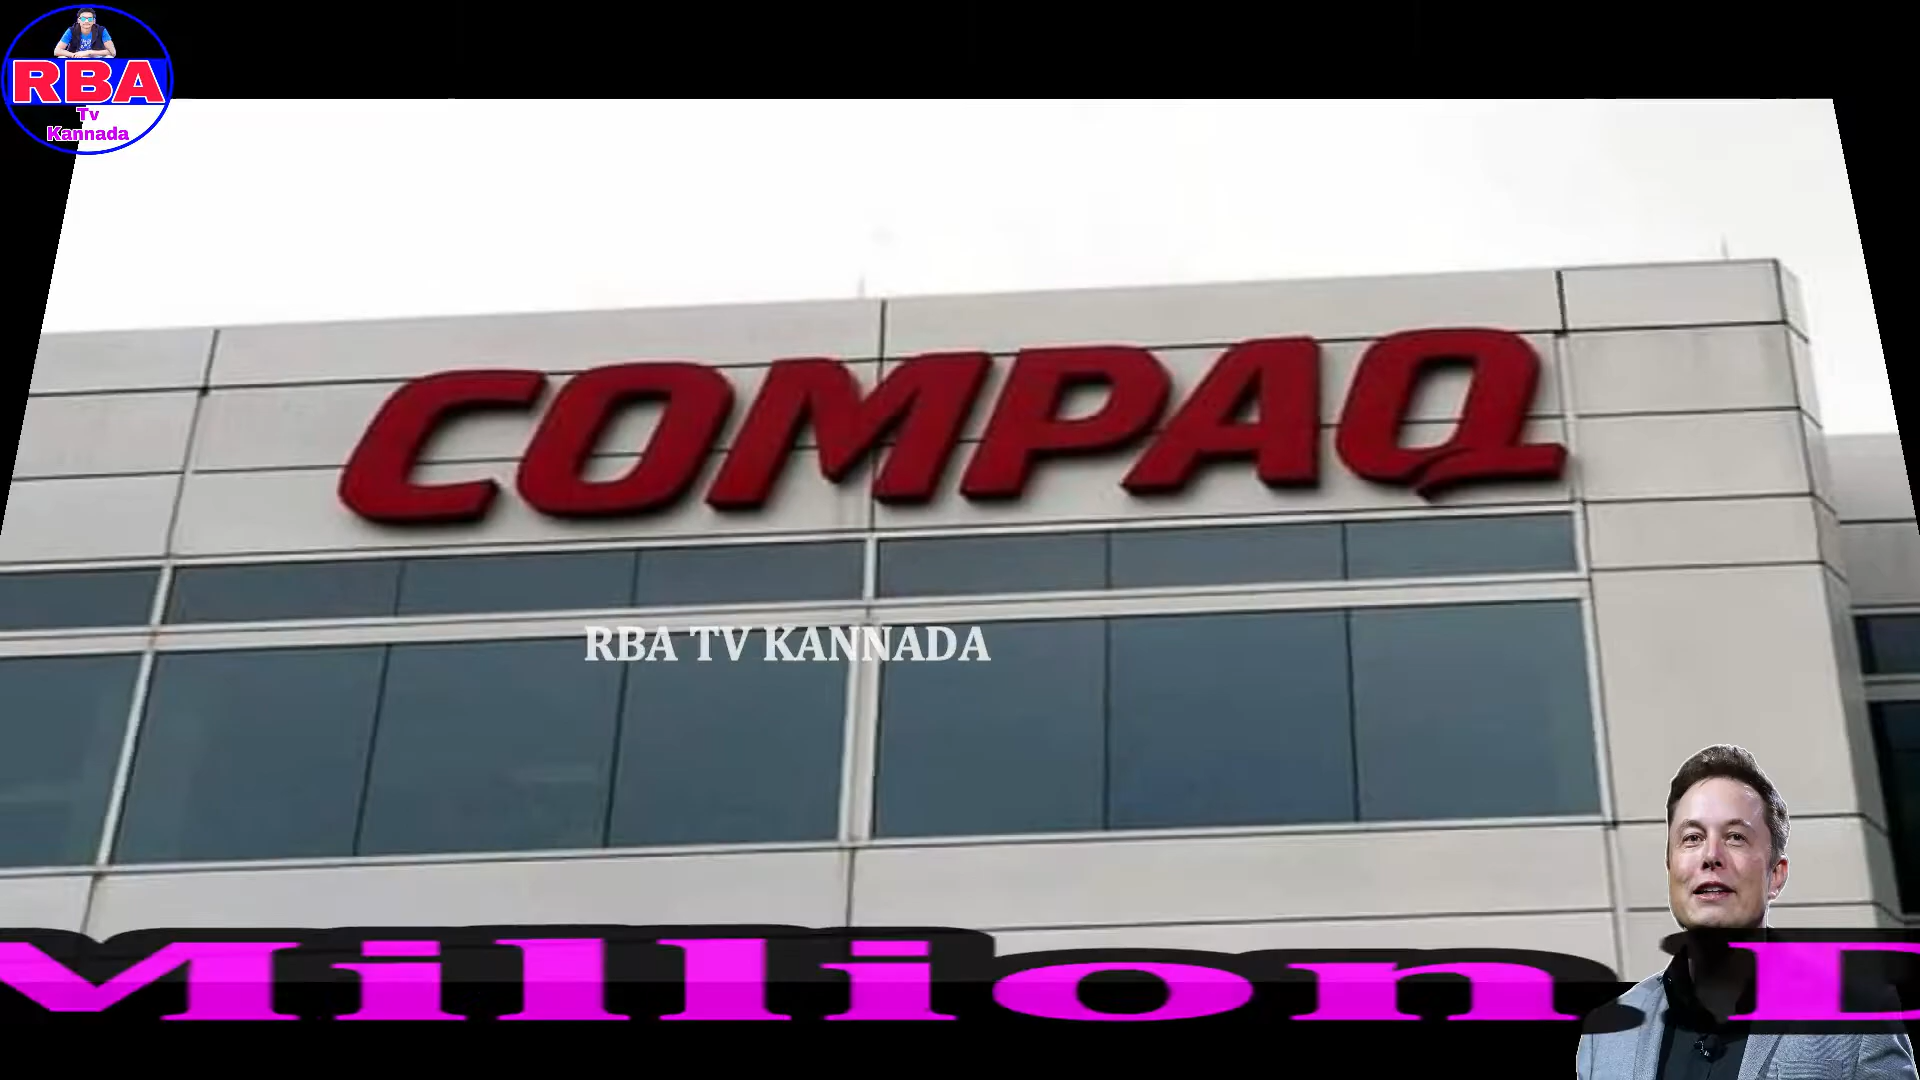 RBA
Tv
Kannada
COMPAQ
RBA TV KANNADA
Million D